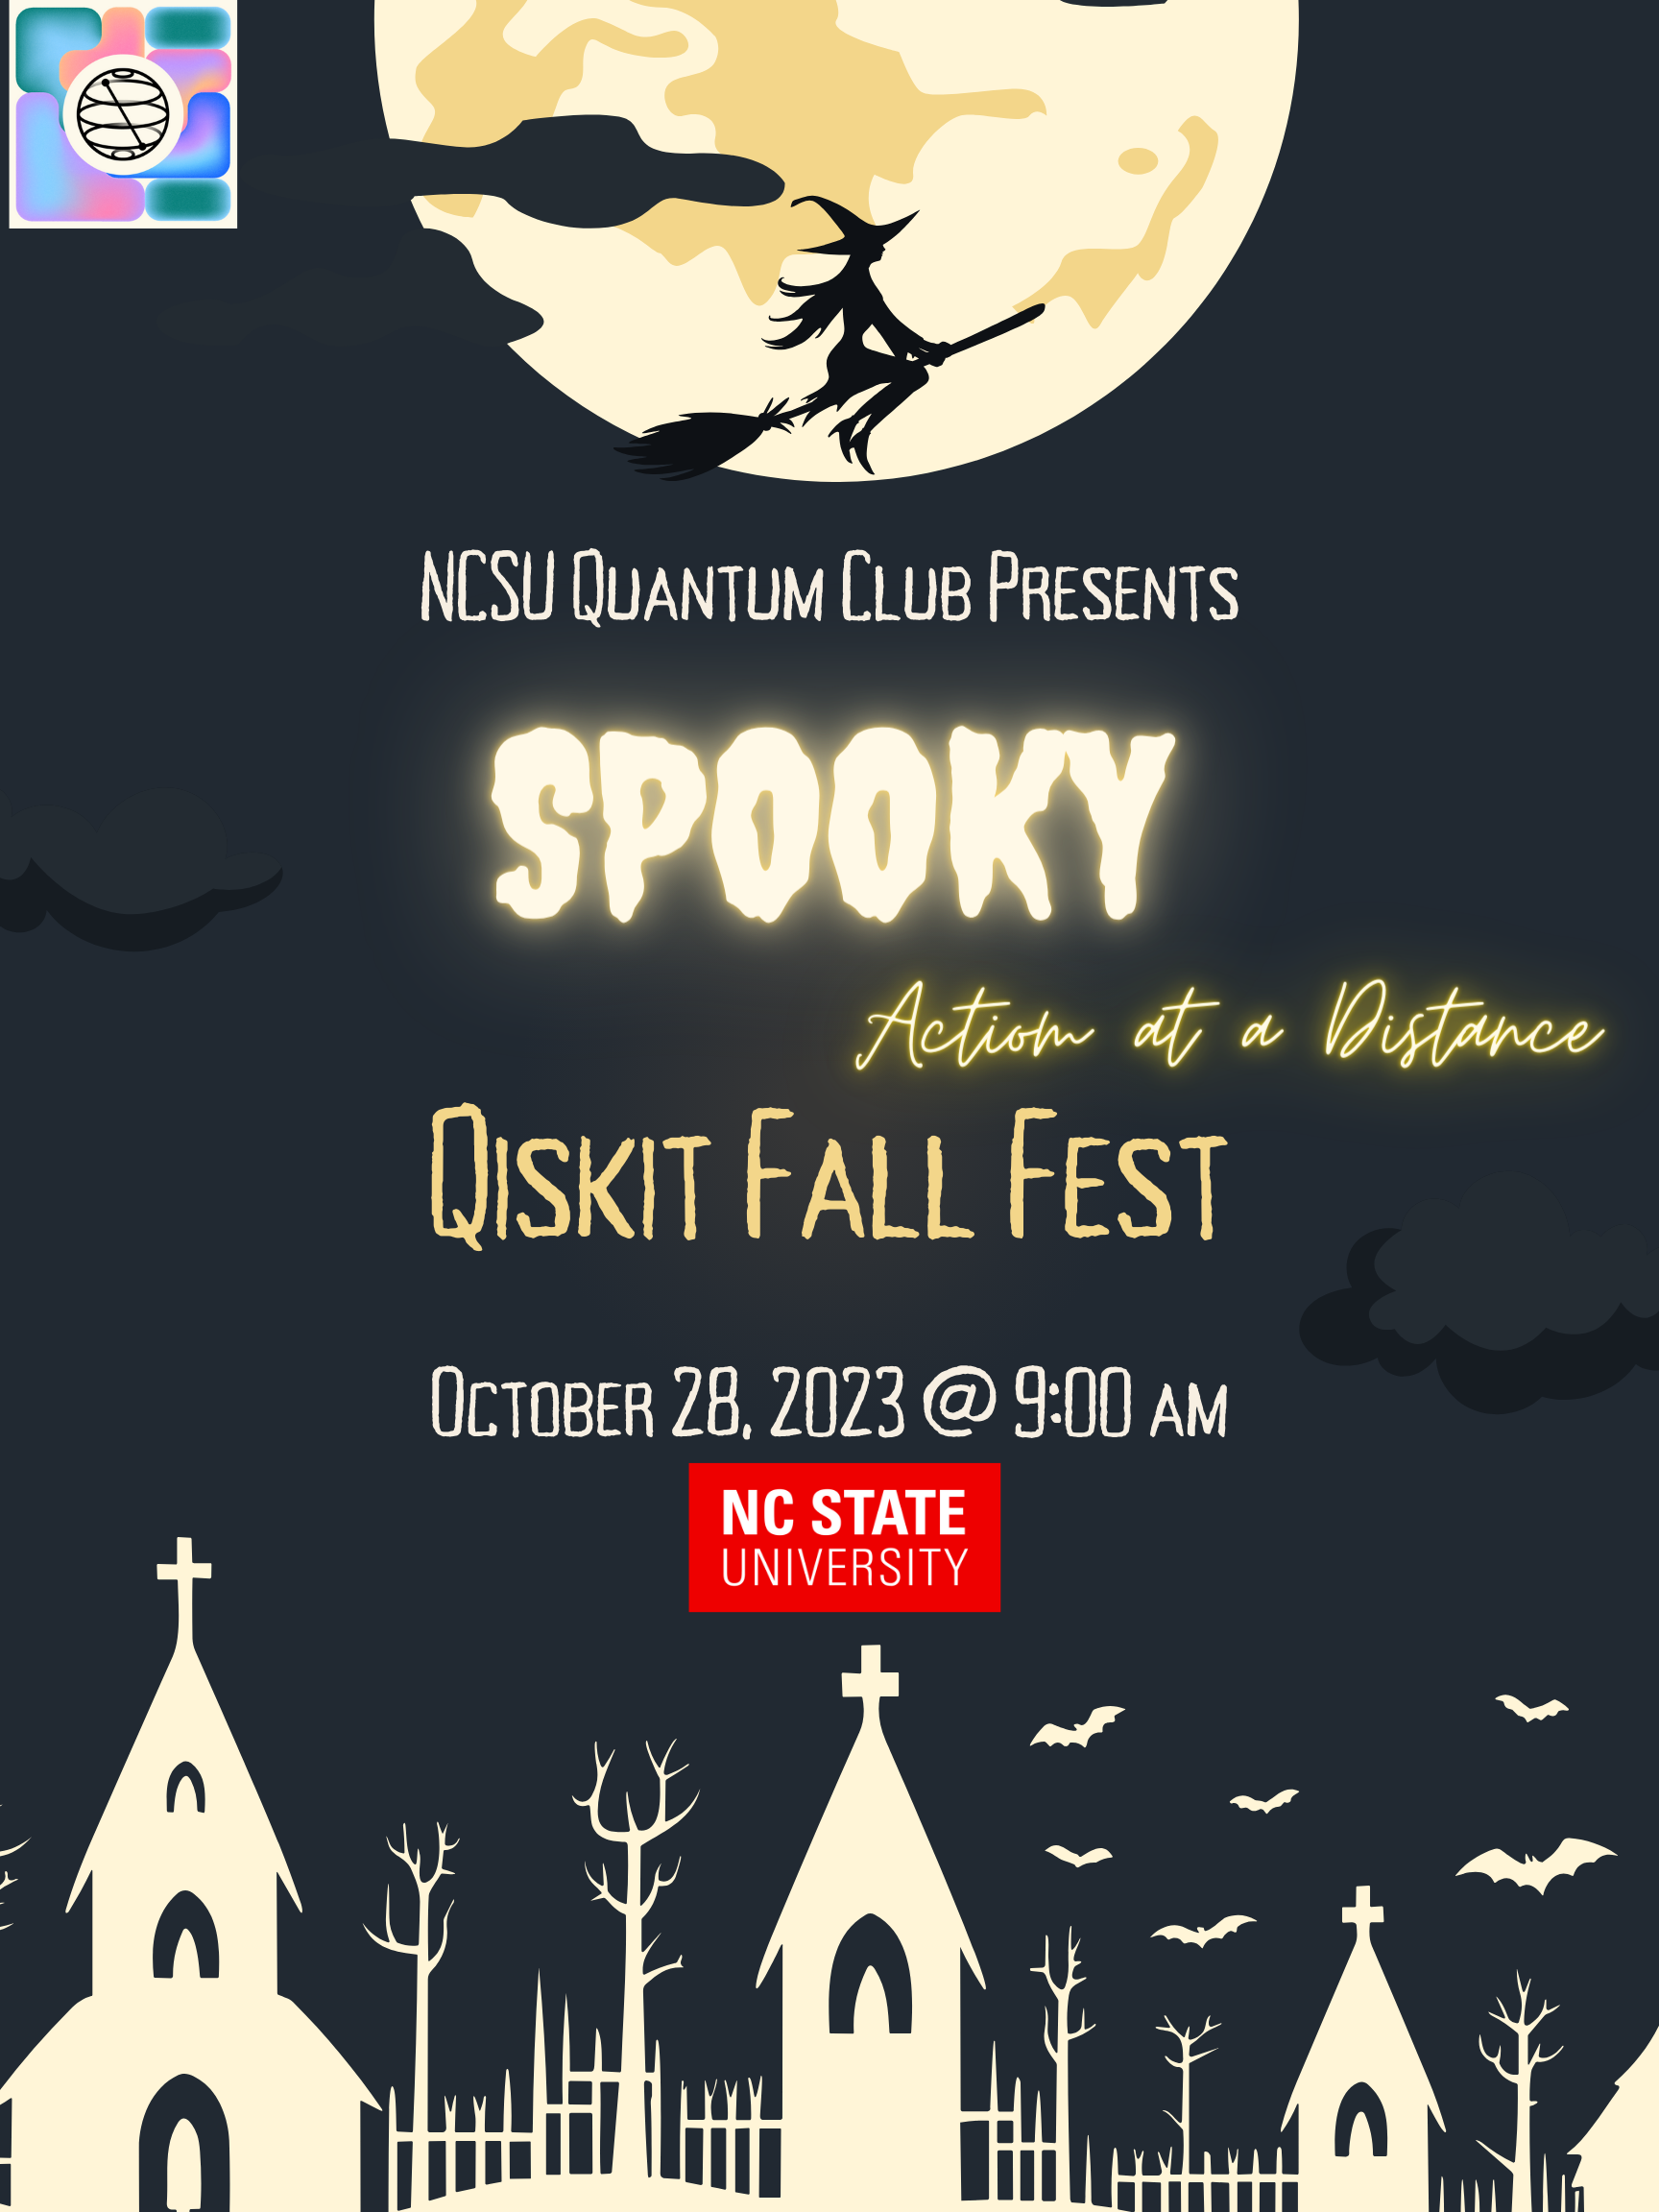 NCSU Quantum Club Presents
SPOOKY
Action at a Distance
Qiskit Fall Fest
October 28, 2023 @ 9:00 am
NC STATE
UNIVERSITY